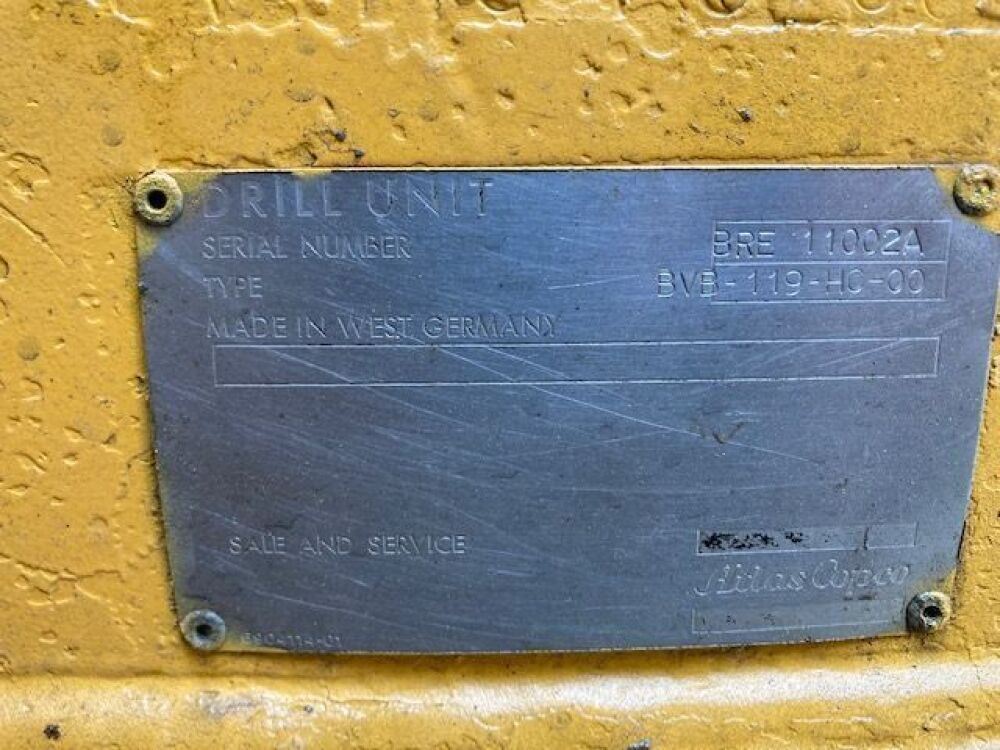 DRILL UNIT
SERIAL NUMBER BRE 11002A
TYPE BVB-119-HC-00
MADE IN WEST GERMANY
SALE AND SERVICE
Atlas Copco